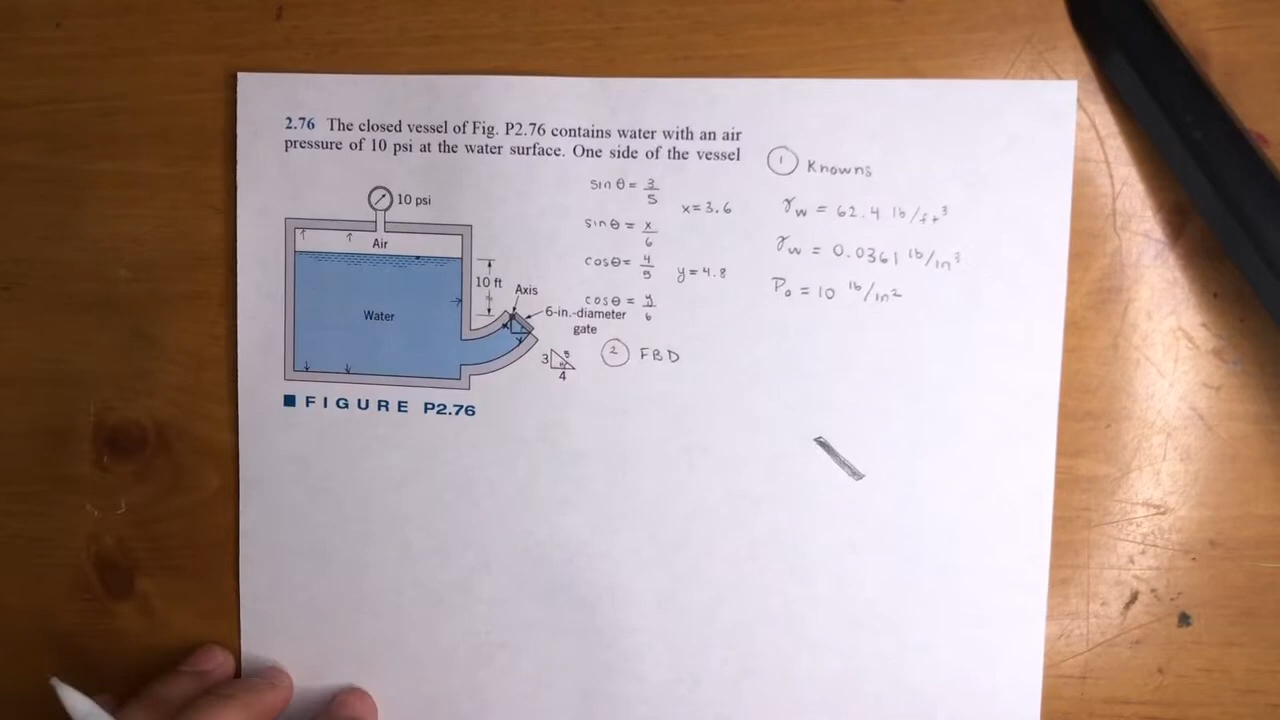 2.76 The closed vessel of Fig. P2.76 contains water with an air
pressure of 10 psi at the water surface. One side of the vessel
10 psi
Air
Water
10 ft
Axis
6-in.-diameter
gate
3
5
4
FIGURE P2.76
sin θ = 3/5
x = 3.6
sin θ = x/6
cos θ = 4/5
y = 4.8
cos θ = y/6
② FBD
① Knowns
γw = 62.4 lb/ft³
γw = 0.0361 lb/in³
P₀ = 10 lb/in²